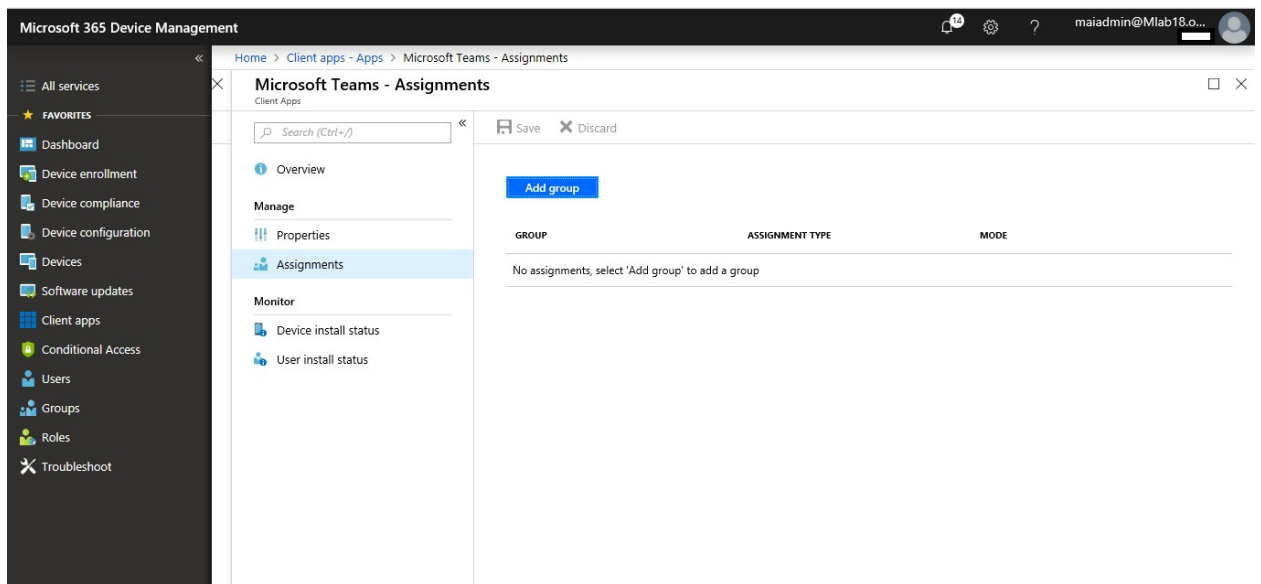 Microsoft 365 Device Management
14
?
maiadmin@Mlab18.o...
«
Home > Client apps - Apps > Microsoft Teams - Assignments
All services
FAVORITES
Dashboard
Device enrollment
Device compliance
Device configuration
Devices
Software updates
Client apps
Conditional Access
Users
Groups
Roles
Troubleshoot
Microsoft Teams - Assignments
Client Apps
Search (Ctrl+/)
«
Overview
Manage
Properties
Assignments
Monitor
Device install status
User install status
Save Discard
Add group
GROUP ASSIGNMENT TYPE MODE
No assignments, select 'Add group' to add a group